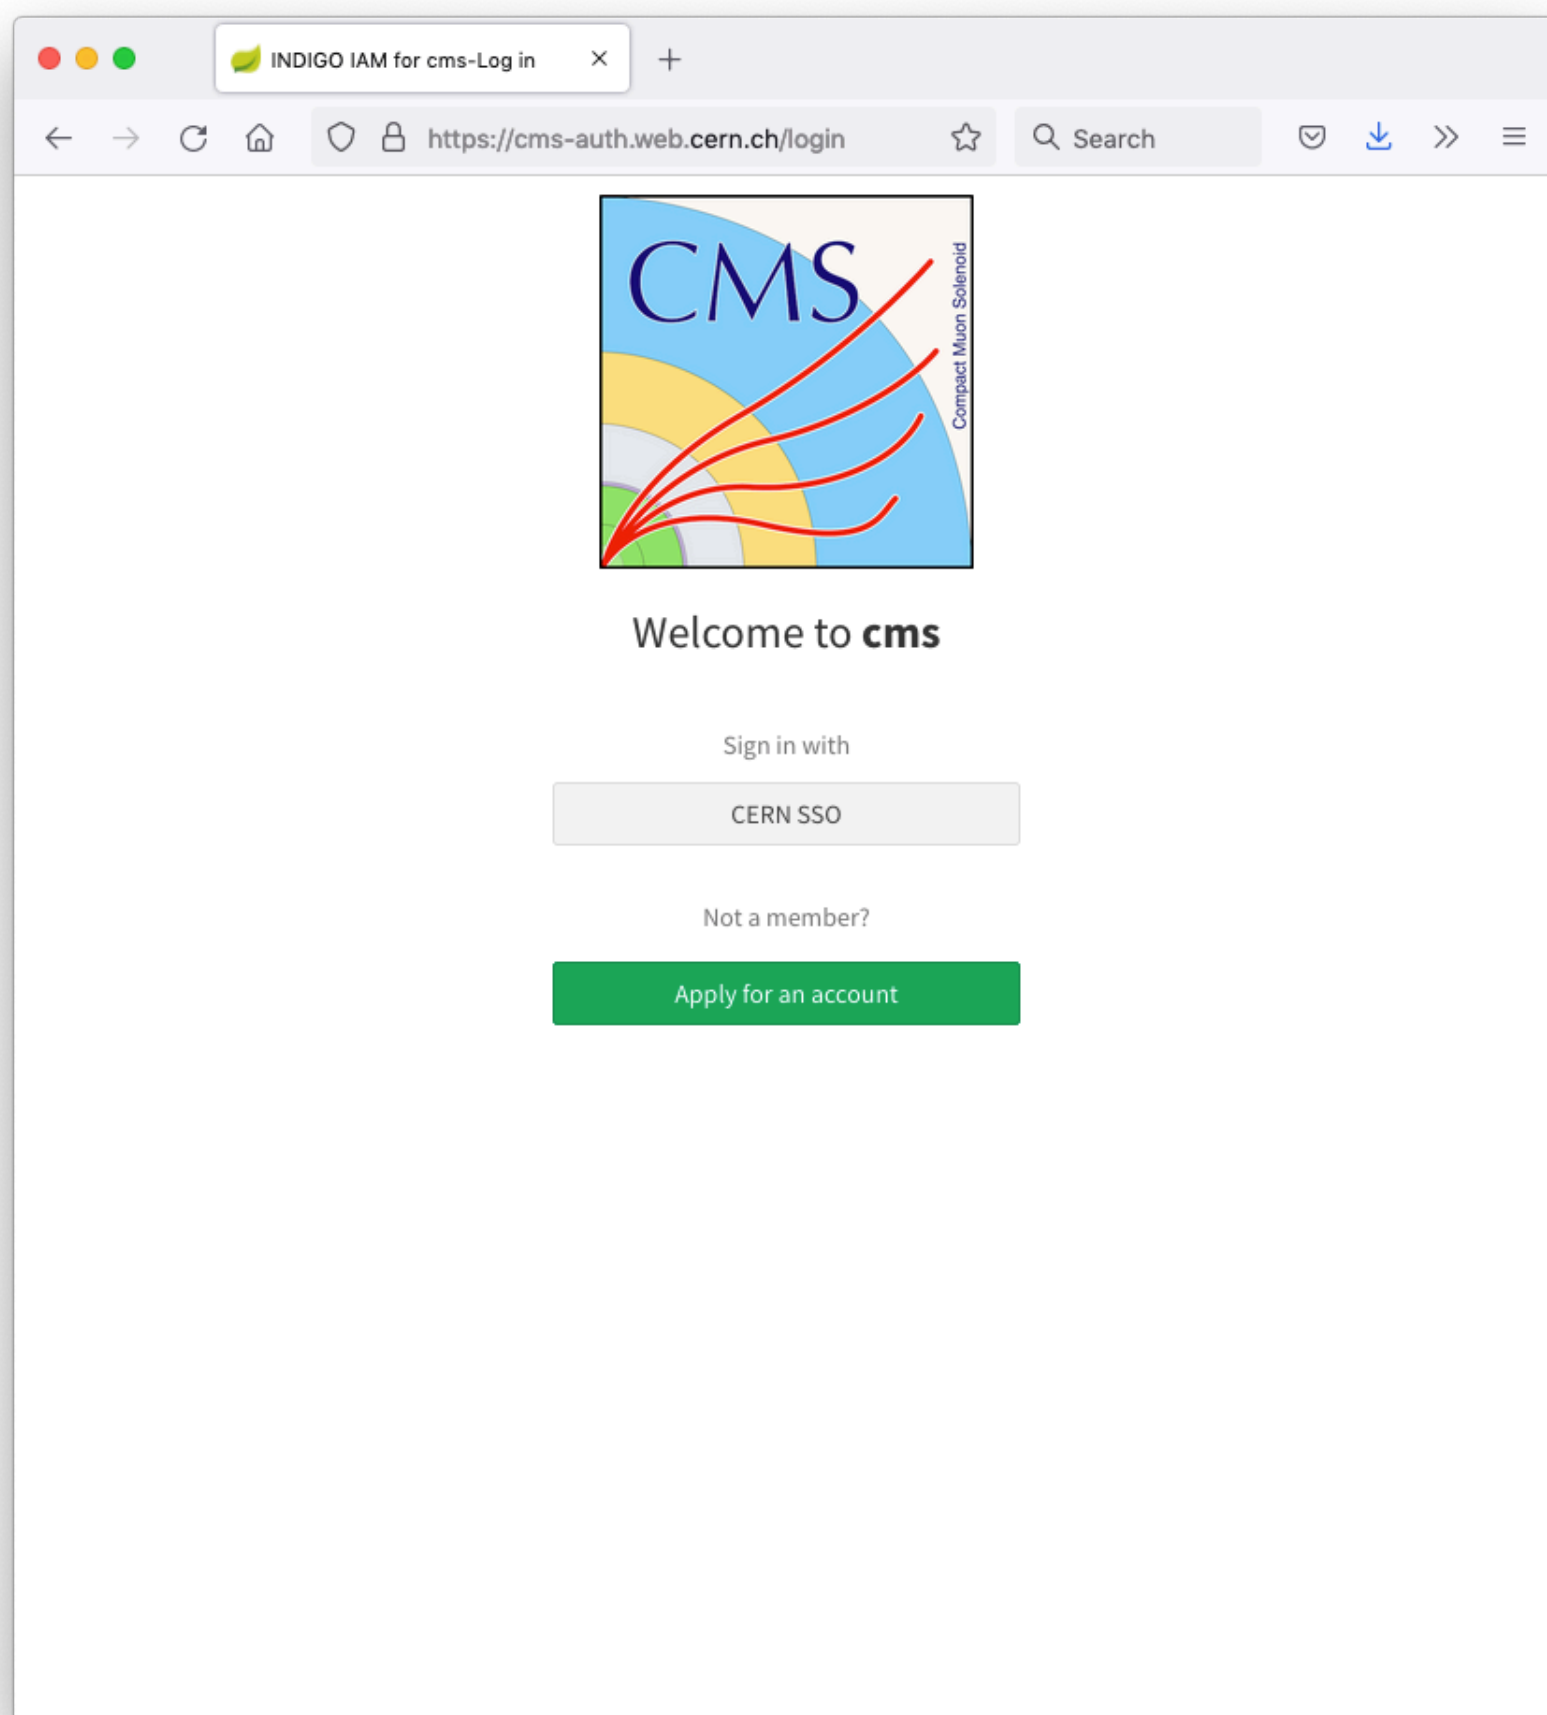 INDIGO IAM for cms-Log in
https://cms-auth.web.cern.ch/login
Search
CMS
Compact Muon Solenoid
Welcome to cms
Sign in with
CERN SSO
Not a member?
Apply for an account